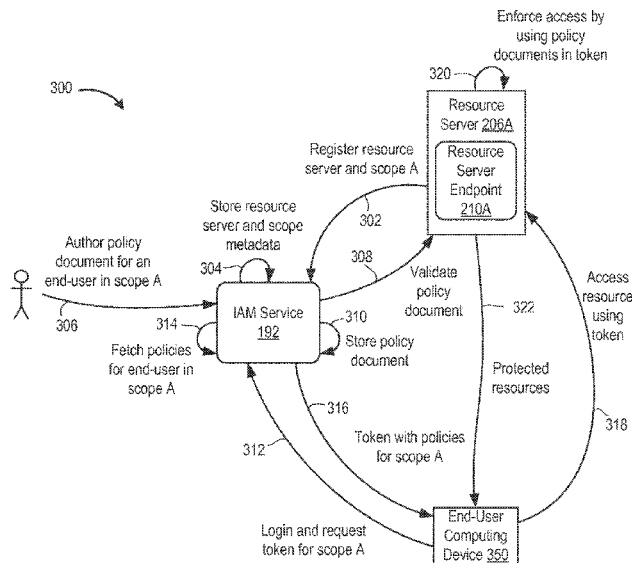 Enforce access by
using policy
documents in token
320
300
Resource
Server 206A
Resource
Server
Endpoint
210A
Register resource
server and scope A
302
Store resource
server and scope
metadata
304
308
Author policy
document for an
end-user in scope A
306
Validate
policy
document
322
Access
resource
using
token
IAM Service
192
314
310
Fetch policies
for end-user in
scope A
Store policy
document
Protected
resources
316
312
318
Token with policies
for scope A
Login and request
token for scope A
End-User
Computing
Device 350